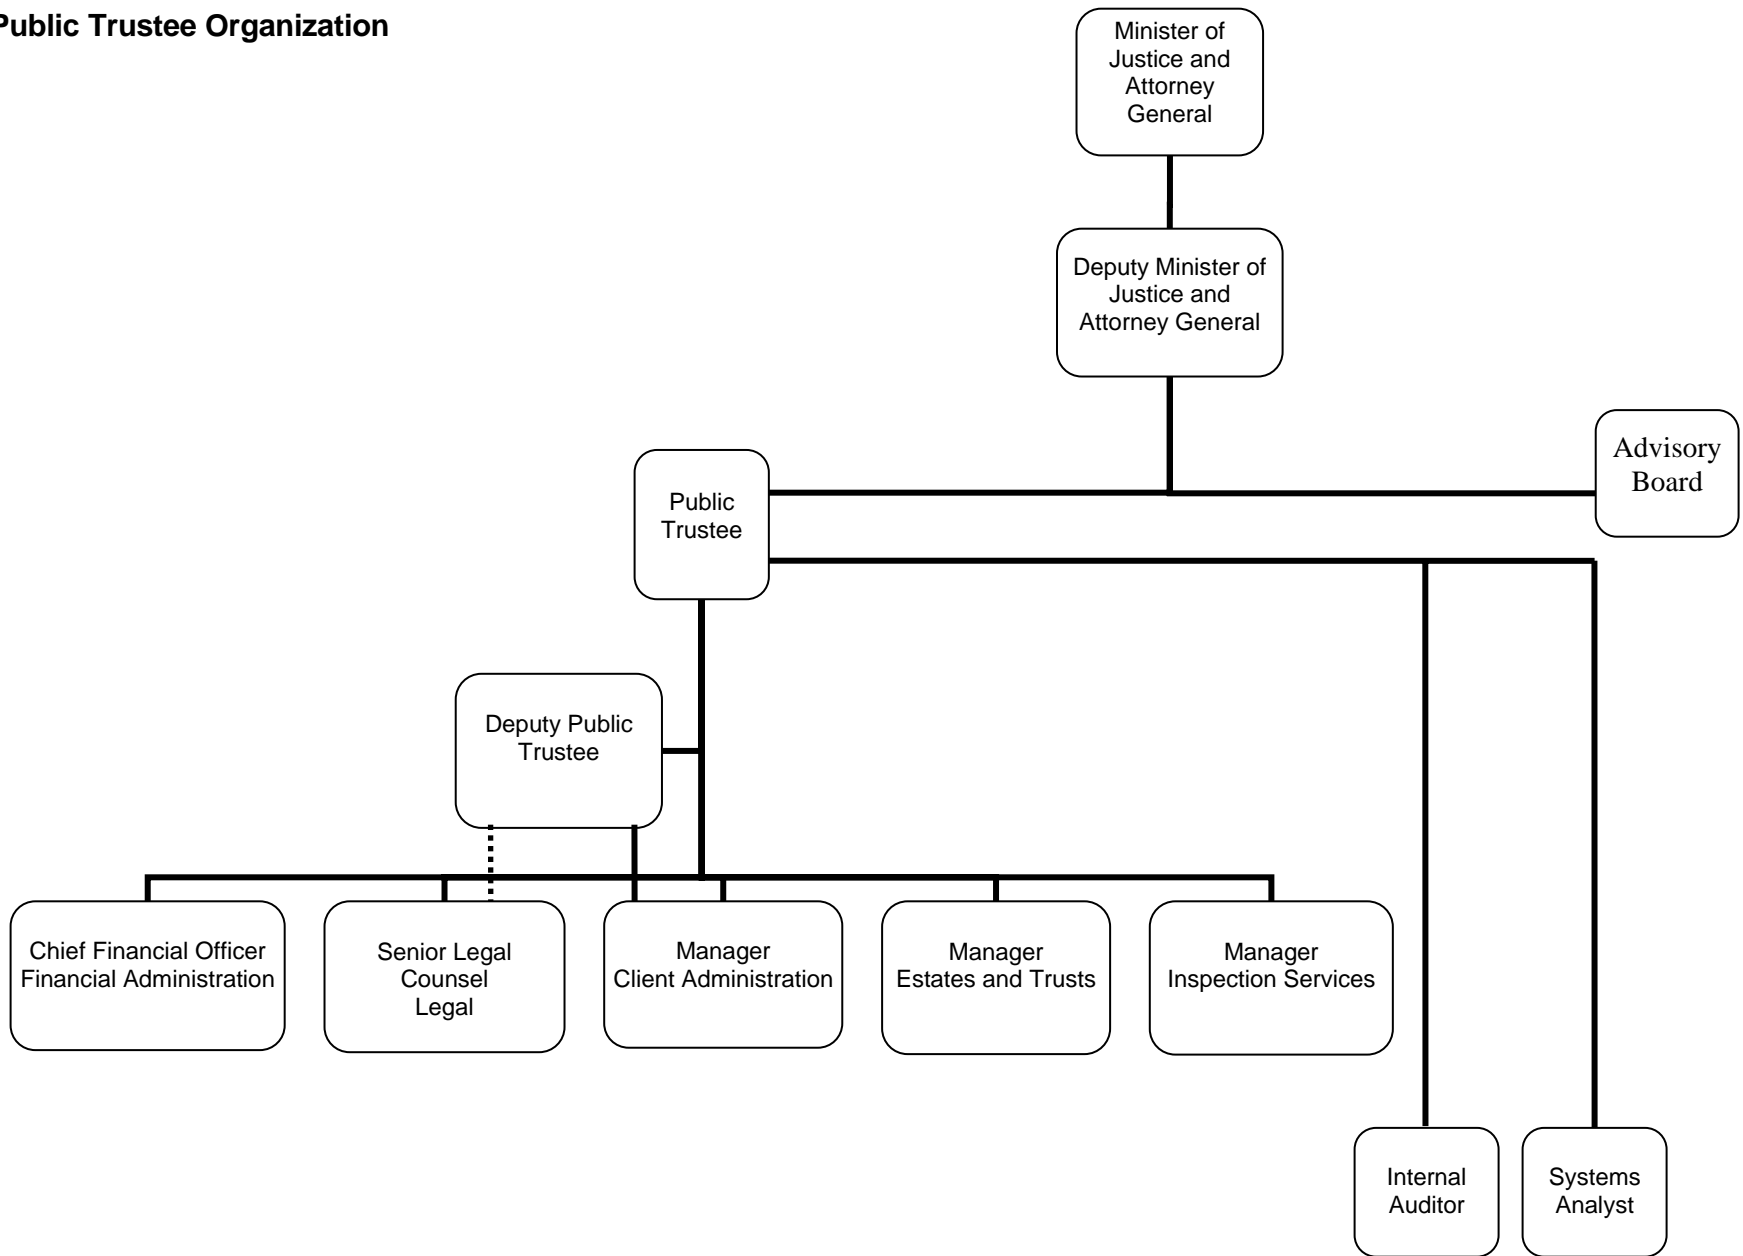 Public Trustee Organization
Minister of
Justice and
Attorney
General
Deputy Minister of
Justice and
Attorney General
Advisory
Board
Public
Trustee
Deputy Public
Trustee
Chief Financial Officer
Financial Administration
Senior Legal
Counsel
Legal
Manager
Client Administration
Manager
Estates and Trusts
Manager
Inspection Services
Internal
Auditor
Systems
Analyst